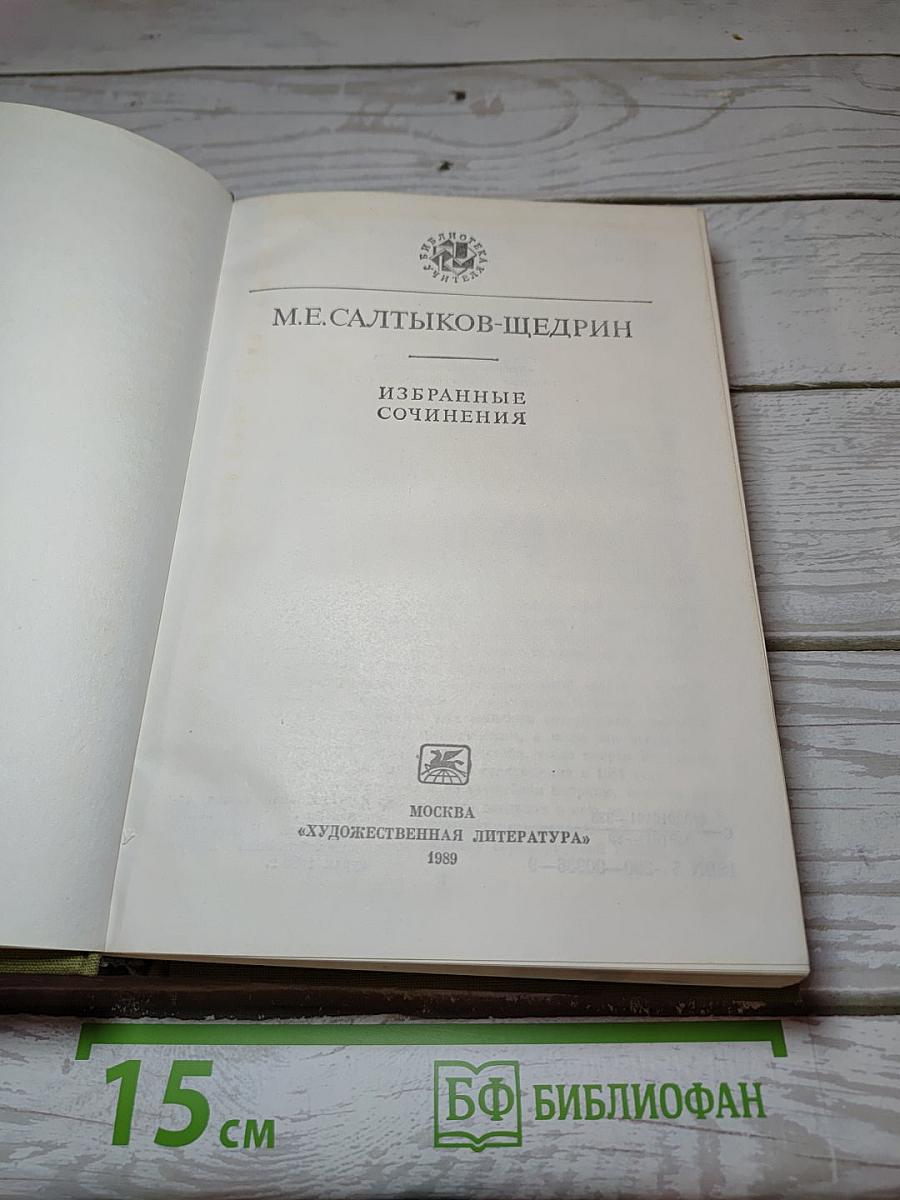 БИБЛИОТЕКА УЧИТЕЛЯ
М.Е.САЛТЫКОВ-ЩЕДРИН
ИЗБРАННЫЕ
СОЧИНЕНИЯ
МОСКВА
«ХУДОЖЕСТВЕННАЯ ЛИТЕРАТУРА»
1989
15 см
БФ БИБЛИОФАН